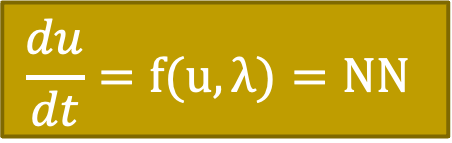 du/dt = f(u, λ) = NN